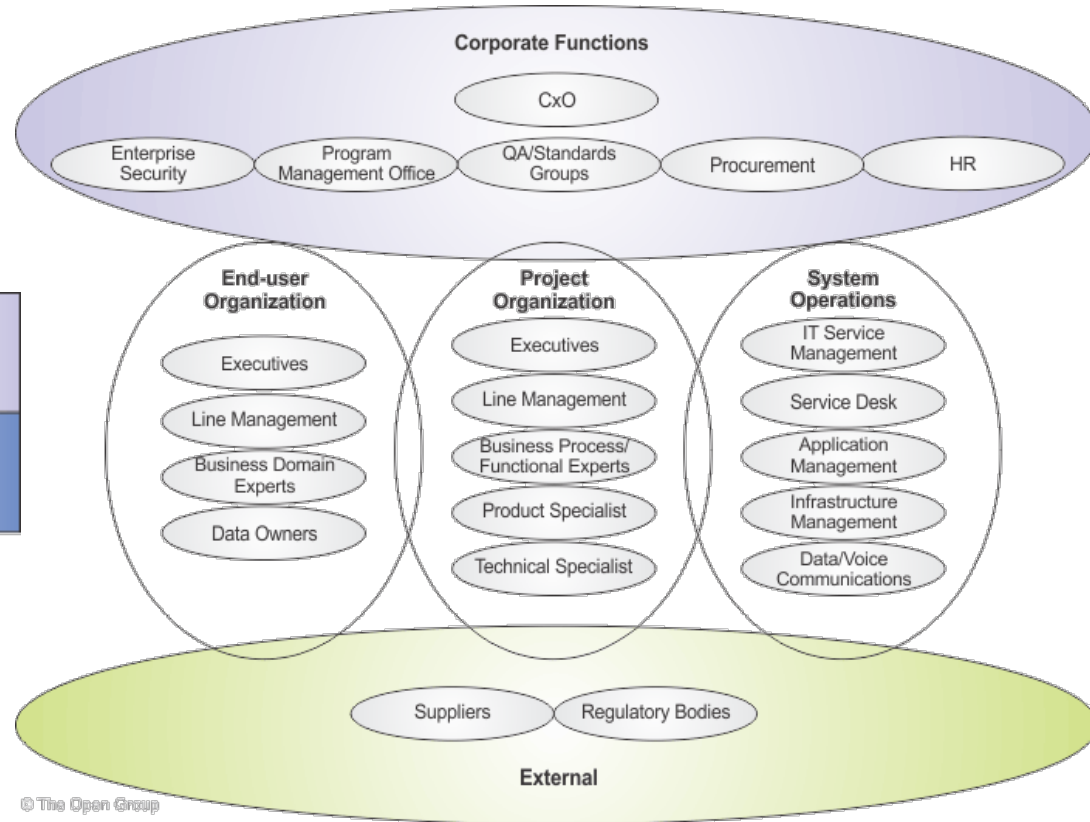 Corporate Functions
CxO
Enterprise
Security
Program
Management Office
QA/Standards
Groups
Procurement
HR
End-user
Organization
Executives
Line Management
Business Domain
Experts
Data Owners
Project
Organization
Executives
Line Management
Business Process/
Functional Experts
Product Specialist
Technical Specialist
System
Operations
IT Service
Management
Service Desk
Application
Management
Infrastructure
Management
Data/Voice
Communications
Suppliers
Regulatory Bodies
External
© The Open Group